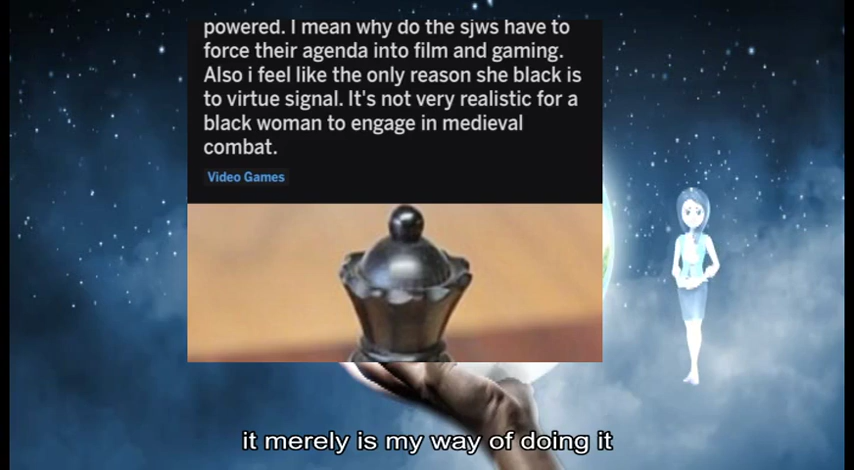 powered. I mean why do the sjws have to
force their agenda into film and gaming.
Also i feel like the only reason she black is
to virtue signal. It's not very realistic for a
black woman to engage in medieval
combat.
Video Games
it merely is my way of doing it